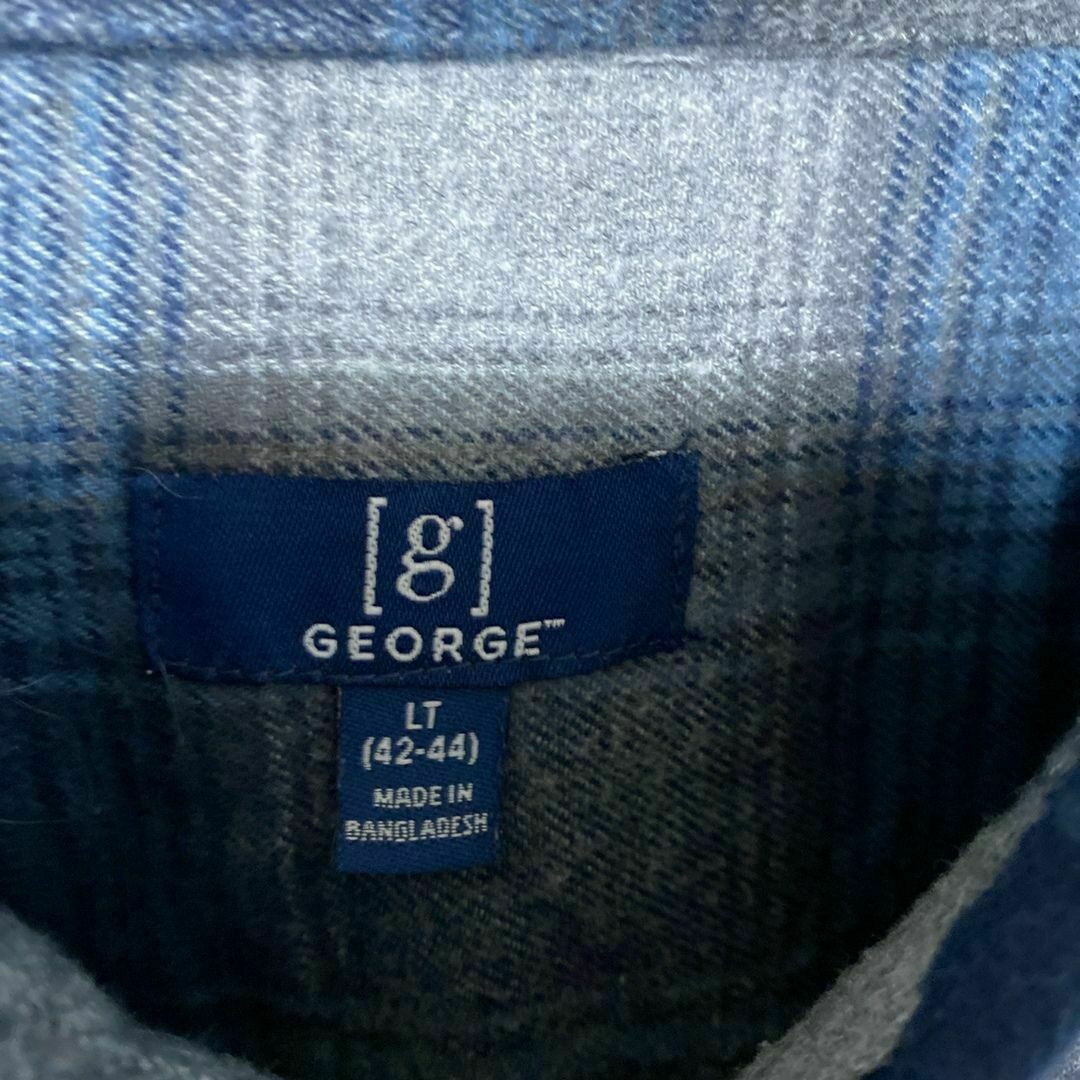 [g]
GEORGE™
LT
(42-44)
MADE IN
BANGLADESH